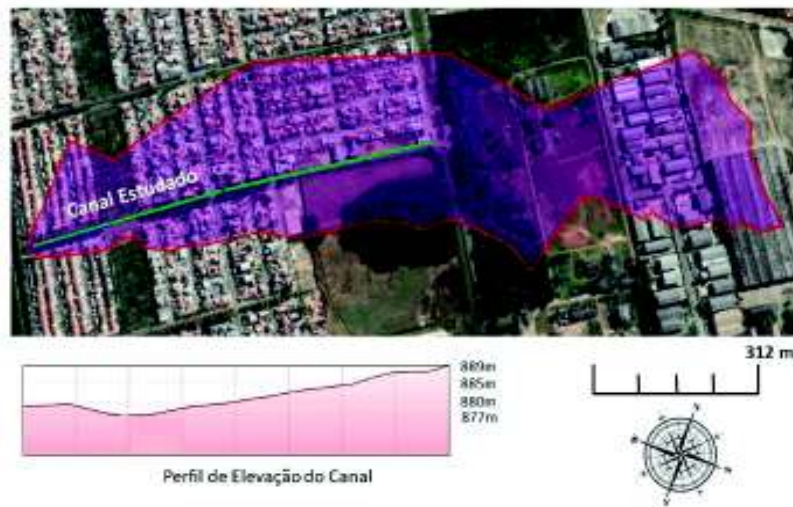 Canal Estudado
312 m
889m
885m
880m
877m
Perfil de Elevação do Canal